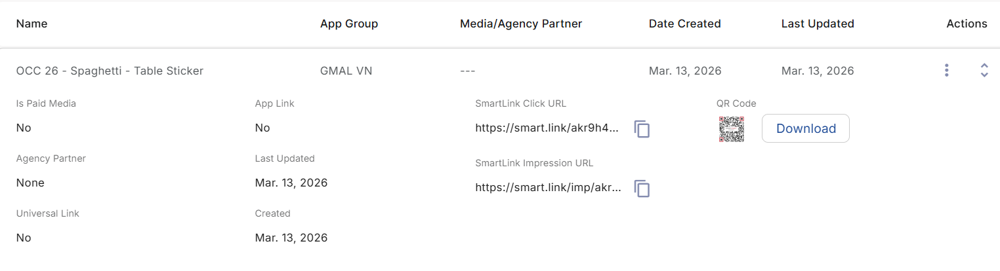 Name App Group Media/Agency Partner Date Created Last Updated Actions
OCC 26 - Spaghetti - Table Sticker GMAL VN --- Mar. 13, 2026 Mar. 13, 2026
Is Paid Media App Link SmartLink Click URL QR Code
No No https://smart.link/akr9h4... Download
Agency Partner Last Updated SmartLink Impression URL
None Mar. 13, 2026 https://smart.link/imp/akr...
Universal Link Created
No Mar. 13, 2026